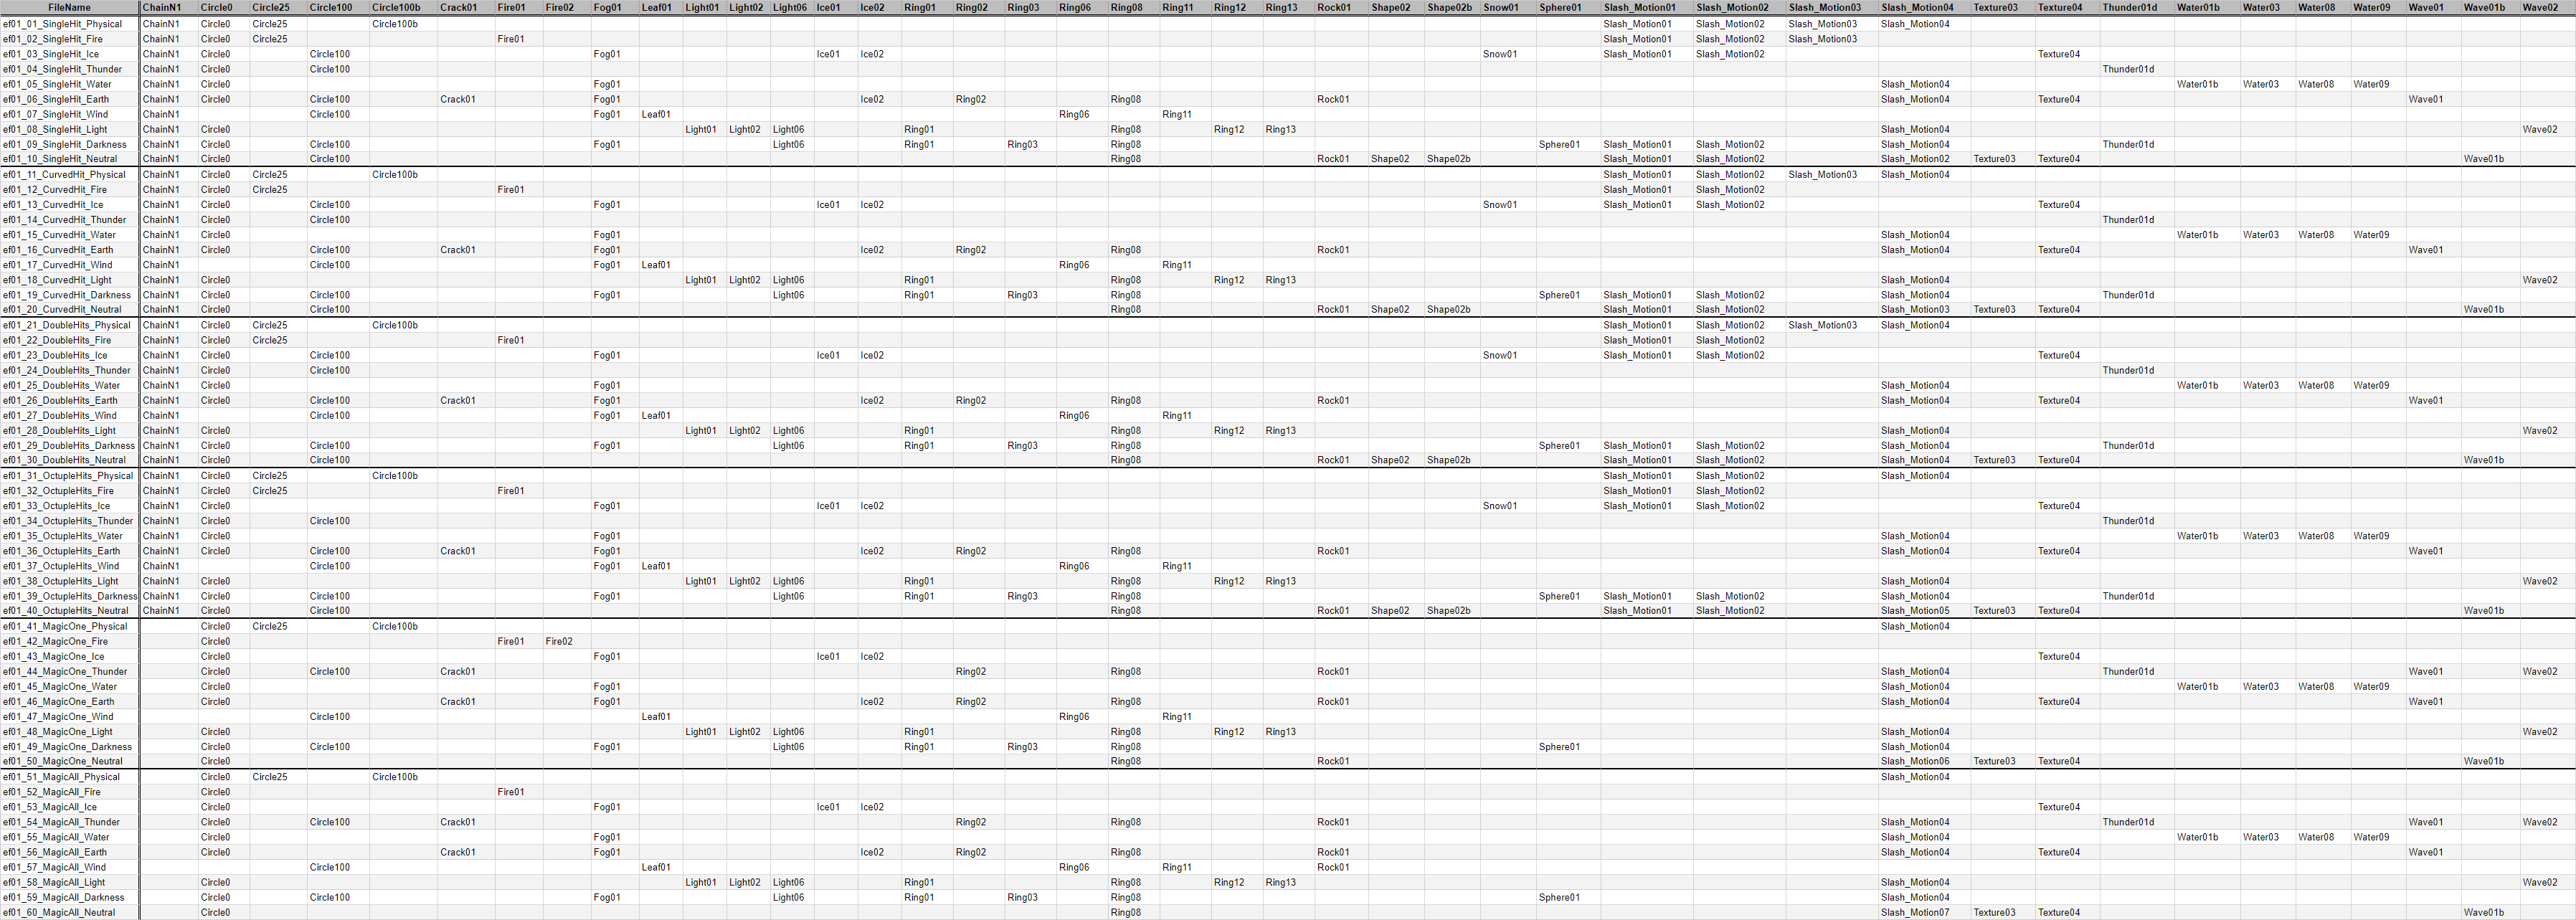 FileName ChainN1 Circle0 Circle25 Circle100 Circle100b Crack01 Fire01 Fire02 Fog01 Leaf01 Light01 Light02 Light06 Ice01 Ice02 Ring01 Ring02 Ring03 Ring06 Ring08 Ring11 Ring12 Ring13 Rock01 Shape02 Shape02b Snow01 Sphere01 Slash_Motion01 Slash_Motion02 Slash_Motion03 Slash_Motion04 Texture03 Texture04 Thunder01d Water01b Water03 Water08 Water09 Wave01 Wave01b Wave02
ef01_01_SingleHit_Physical ChainN1 Circle0 Circle25 Circle100b Slash_Motion01 Slash_Motion02 Slash_Motion03 Slash_Motion04
ef01_02_SingleHit_Fire ChainN1 Circle0 Circle25 Fire01 Slash_Motion01 Slash_Motion02 Slash_Motion03
ef01_03_SingleHit_Ice ChainN1 Circle0 Circle100 Fog01 Ice01 Ice02 Snow01 Slash_Motion01 Slash_Motion02 Texture04
ef01_04_SingleHit_Thunder ChainN1 Circle0 Circle100 Thunder01d
ef01_05_SingleHit_Water ChainN1 Circle0 Fog01 Slash_Motion04 Water01b Water03 Water08 Water09
ef01_06_SingleHit_Earth ChainN1 Circle0 Circle100 Crack01 Fog01 Ice02 Ring02 Ring08 Rock01 Slash_Motion04 Texture04 Wave01
ef01_07_SingleHit_Wind ChainN1 Circle100 Fog01 Leaf01 Ring06 Ring11
ef01_08_SingleHit_Light ChainN1 Circle0 Light01 Light02 Light06 Ring01 Ring08 Ring12 Ring13 Slash_Motion04 Wave02
ef01_09_SingleHit_Darkness ChainN1 Circle0 Circle100 Fog01 Light06 Ring01 Ring03 Ring08 Sphere01 Slash_Motion01 Slash_Motion02 Slash_Motion04 Thunder01d
ef01_10_SingleHit_Neutral ChainN1 Circle0 Circle100 Ring08 Rock01 Shape02 Shape02b Slash_Motion01 Slash_Motion02 Slash_Motion02 Texture03 Texture04 Wave01b
ef01_11_CurvedHit_Physical ChainN1 Circle0 Circle25 Circle100b Slash_Motion01 Slash_Motion02 Slash_Motion03 Slash_Motion04
ef01_12_CurvedHit_Fire ChainN1 Circle0 Circle25 Fire01 Slash_Motion01 Slash_Motion02
ef01_13_CurvedHit_Ice ChainN1 Circle0 Circle100 Fog01 Ice01 Ice02 Snow01 Slash_Motion01 Slash_Motion02 Texture04
ef01_14_CurvedHit_Thunder ChainN1 Circle0 Circle100 Thunder01d
ef01_15_CurvedHit_Water ChainN1 Circle0 Fog01 Slash_Motion04 Water01b Water03 Water08 Water09
ef01_16_CurvedHit_Earth ChainN1 Circle0 Circle100 Crack01 Fog01 Ice02 Ring02 Ring08 Rock01 Slash_Motion04 Texture04 Wave01
ef01_17_CurvedHit_Wind ChainN1 Circle100 Fog01 Leaf01 Ring06 Ring11
ef01_18_CurvedHit_Light ChainN1 Circle0 Light01 Light02 Light06 Ring01 Ring08 Ring12 Ring13 Slash_Motion04 Wave02
ef01_19_CurvedHit_Darkness ChainN1 Circle0 Circle100 Fog01 Light06 Ring01 Ring03 Ring08 Sphere01 Slash_Motion01 Slash_Motion02 Slash_Motion04 Thunder01d
ef01_20_CurvedHit_Neutral ChainN1 Circle0 Circle100 Ring08 Rock01 Shape02 Shape02b Slash_Motion01 Slash_Motion02 Slash_Motion03 Texture03 Texture04 Wave01b
ef01_21_DoubleHits_Physical ChainN1 Circle0 Circle25 Circle100b Slash_Motion01 Slash_Motion02 Slash_Motion03 Slash_Motion04
ef01_22_DoubleHits_Fire ChainN1 Circle0 Circle25 Fire01 Slash_Motion01 Slash_Motion02
ef01_23_DoubleHits_Ice ChainN1 Circle0 Circle100 Fog01 Ice01 Ice02 Snow01 Slash_Motion01 Slash_Motion02 Texture04
ef01_24_DoubleHits_Thunder ChainN1 Circle0 Circle100 Thunder01d
ef01_25_DoubleHits_Water ChainN1 Circle0 Fog01 Slash_Motion04 Water01b Water03 Water08 Water09
ef01_26_DoubleHits_Earth ChainN1 Circle0 Circle100 Crack01 Fog01 Ice02 Ring02 Ring08 Rock01 Slash_Motion04 Texture04 Wave01
ef01_27_DoubleHits_Wind ChainN1 Circle100 Fog01 Leaf01 Ring06 Ring11
ef01_28_DoubleHits_Light ChainN1 Circle0 Light01 Light02 Light06 Ring01 Ring08 Ring12 Ring13 Slash_Motion04 Wave02
ef01_29_DoubleHits_Darkness ChainN1 Circle0 Circle100 Fog01 Light06 Ring01 Ring03 Ring08 Sphere01 Slash_Motion01 Slash_Motion02 Slash_Motion04 Thunder01d
ef01_30_DoubleHits_Neutral ChainN1 Circle0 Circle100 Ring08 Rock01 Shape02 Shape02b Slash_Motion01 Slash_Motion02 Slash_Motion04 Texture03 Texture04 Wave01b
ef01_31_OctupleHits_Physical ChainN1 Circle0 Circle25 Circle100b Slash_Motion01 Slash_Motion02 Slash_Motion04
ef01_32_OctupleHits_Fire ChainN1 Circle0 Circle25 Fire01 Slash_Motion01 Slash_Motion02
ef01_33_OctupleHits_Ice ChainN1 Circle0 Fog01 Ice01 Ice02 Snow01 Slash_Motion01 Slash_Motion02 Texture04
ef01_34_OctupleHits_Thunder ChainN1 Circle0 Circle100 Thunder01d
ef01_35_OctupleHits_Water ChainN1 Circle0 Fog01 Slash_Motion04 Water01b Water03 Water08 Water09
ef01_36_OctupleHits_Earth ChainN1 Circle0 Circle100 Crack01 Fog01 Ice02 Ring02 Ring08 Rock01 Slash_Motion04 Texture04 Wave01
ef01_37_OctupleHits_Wind ChainN1 Circle100 Fog01 Leaf01 Ring06 Ring11
ef01_38_OctupleHits_Light ChainN1 Circle0 Light01 Light02 Light06 Ring01 Ring08 Ring12 Ring13 Slash_Motion04 Wave02
ef01_39_OctupleHits_Darkness ChainN1 Circle0 Circle100 Fog01 Light06 Ring01 Ring03 Ring08 Sphere01 Slash_Motion01 Slash_Motion02 Slash_Motion04 Thunder01d
ef01_40_OctupleHits_Neutral ChainN1 Circle0 Circle100 Ring08 Rock01 Shape02 Shape02b Slash_Motion01 Slash_Motion02 Slash_Motion05 Texture03 Texture04 Wave01b
ef01_41_MagicOne_Physical Circle0 Circle25 Circle100b Slash_Motion04
ef01_42_MagicOne_Fire Circle0 Fire01 Fire02
ef01_43_MagicOne_Ice Circle0 Fog01 Ice01 Ice02 Texture04
ef01_44_MagicOne_Thunder Circle0 Circle100 Crack01 Ring02 Ring08 Rock01 Slash_Motion04 Thunder01d Wave01 Wave02
ef01_45_MagicOne_Water Circle0 Fog01 Slash_Motion04 Water01b Water03 Water08 Water09
ef01_46_MagicOne_Earth Circle0 Crack01 Fog01 Ice02 Ring02 Ring08 Rock01 Slash_Motion04 Texture04 Wave01
ef01_47_MagicOne_Wind Circle100 Leaf01 Ring06 Ring11
ef01_48_MagicOne_Light Circle0 Light01 Light02 Light06 Ring01 Ring08 Ring12 Ring13 Slash_Motion04 Wave02
ef01_49_MagicOne_Darkness Circle0 Circle100 Fog01 Light06 Ring01 Ring03 Ring08 Sphere01 Slash_Motion04
ef01_50_MagicOne_Neutral Circle0 Ring08 Rock01 Slash_Motion06 Texture03 Texture04 Wave01b
ef01_51_MagicAll_Physical Circle0 Circle25 Circle100b Slash_Motion04
ef01_52_MagicAll_Fire Circle0 Fire01
ef01_53_MagicAll_Ice Circle0 Fog01 Ice01 Ice02 Texture04
ef01_54_MagicAll_Thunder Circle0 Circle100 Crack01 Ring02 Ring08 Rock01 Slash_Motion04 Thunder01d Wave01 Wave02
ef01_55_MagicAll_Water Circle0 Fog01 Slash_Motion04 Water01b Water03 Water08 Water09
ef01_56_MagicAll_Earth Circle0 Crack01 Fog01 Ice02 Ring02 Ring08 Rock01 Slash_Motion04 Texture04 Wave01
ef01_57_MagicAll_Wind Circle100 Leaf01 Ring06 Ring11 Rock01
ef01_58_MagicAll_Light Circle0 Light01 Light02 Light06 Ring01 Ring08 Ring12 Ring13 Slash_Motion04 Wave02
ef01_59_MagicAll_Darkness Circle0 Circle100 Fog01 Light06 Ring01 Ring03 Ring08 Sphere01 Slash_Motion04
ef01_60_MagicAll_Neutral Circle0 Ring08 Slash_Motion07 Texture03 Texture04 Wave01b